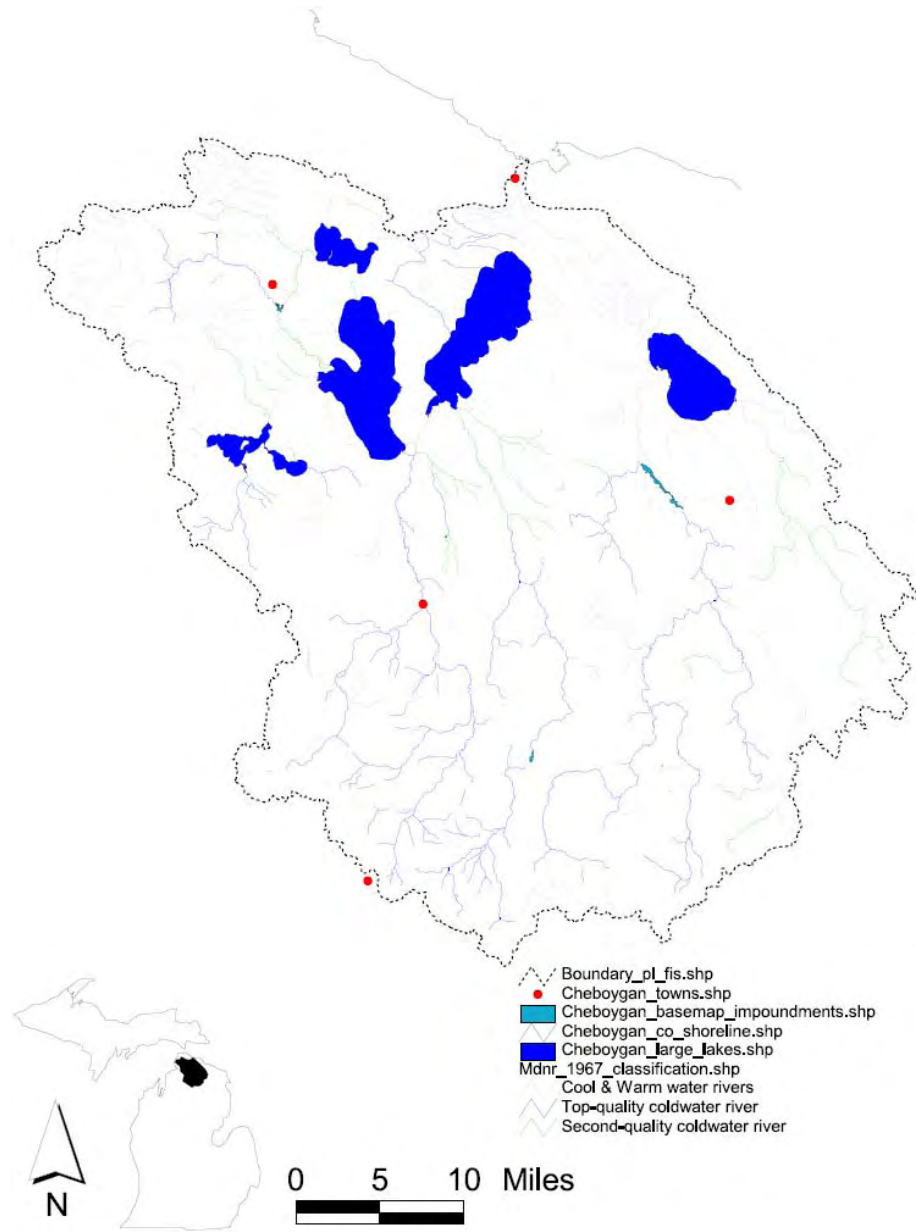 Boundary_pl_fis.shp
Cheboygan_towns.shp
Cheboygan_basemap_impoundments.shp
Cheboygan_co_shoreline.shp
Cheboygan_large_lakes.shp
Mdnr_1967_classification.shp
Cool & Warm water rivers
Top-quality coldwater river
Second-quality coldwater river
N
0 5 10 Miles